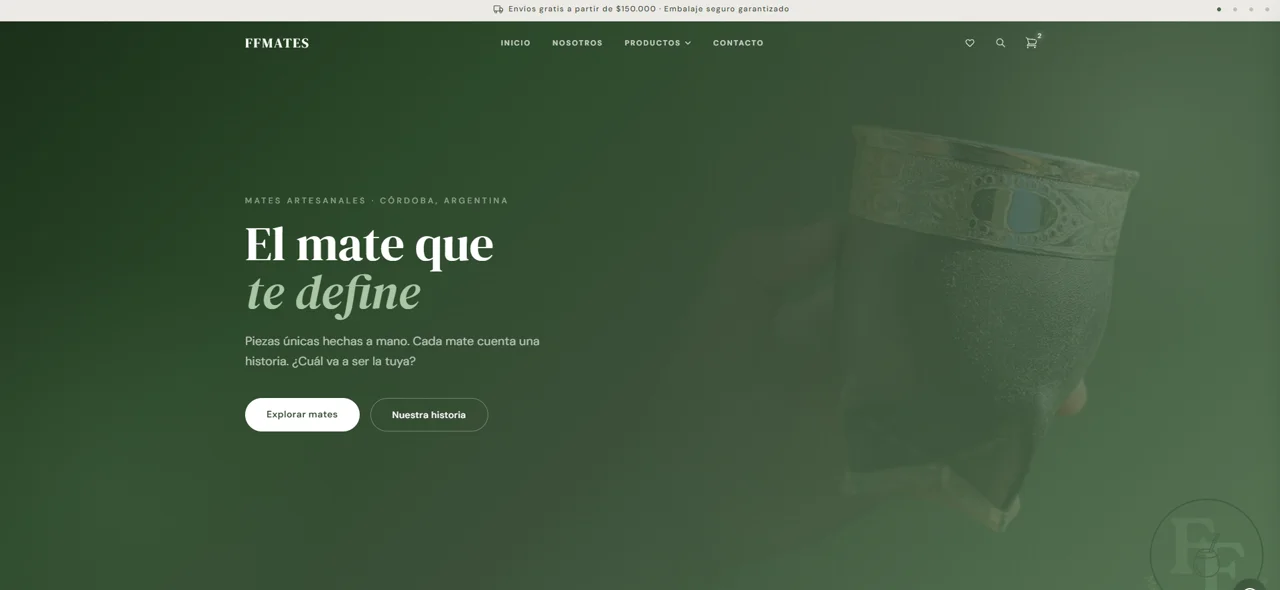 Envíos gratis a partir de $150.000 · Embalaje seguro garantizado
FFMATES
INICIO NOSOTROS PRODUCTOS CONTACTO
2
MATES ARTESANALES · CÓRDOBA, ARGENTINA
El mate que
te define
Piezas únicas hechas a mano. Cada mate cuenta una
historia. ¿Cuál va a ser la tuya?
Explorar mates Nuestra historia
FF